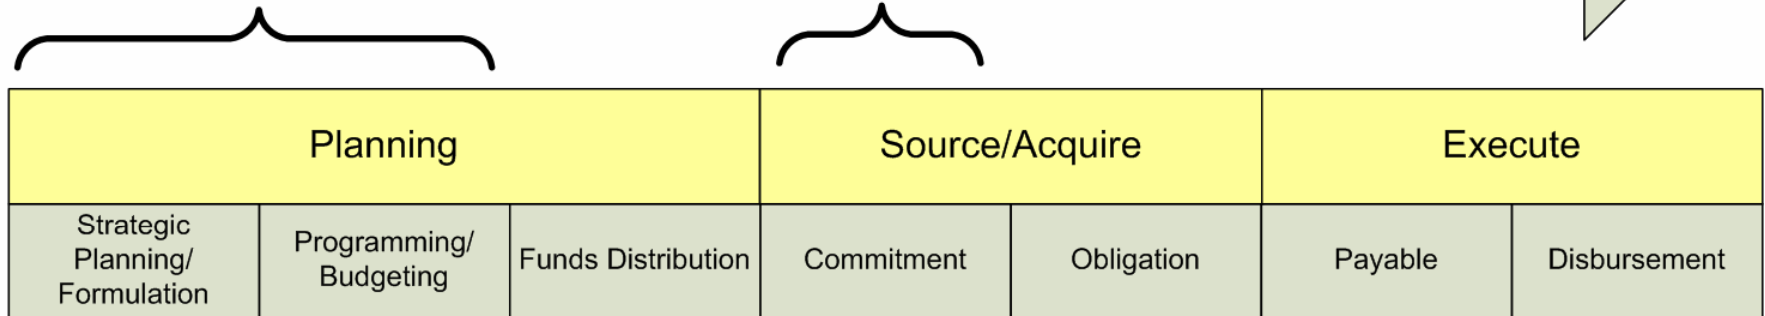 Planning
Source/Acquire
Execute
Strategic
Planning/
Formulation
Programming/
Budgeting
Funds Distribution
Commitment
Obligation
Payable
Disbursement